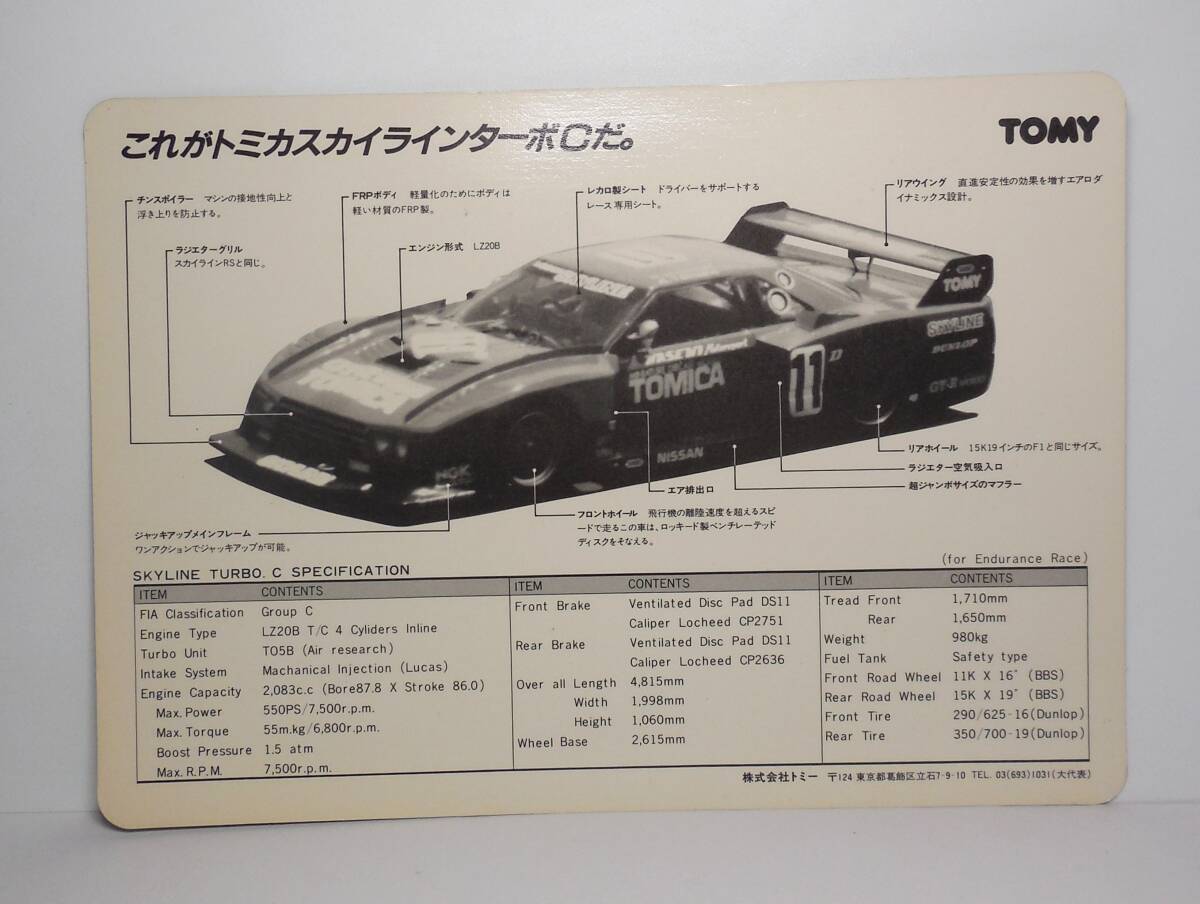 これがトミカスカイラインターボCだ。
TOMY
チンスポイラー マシンの接地性向上と
浮き上りを防止する。
FRPボディ 軽量化のためにボディは
軽い材質のFRP製。
レカロ製シート ドライバーをサポートする
レース専用シート。
リアウイング 直進安定性の効果を増すエアロダ
イナミックス設計。
ラジエターグリル
スカイラインRSと同じ。
エンジン形式 LZ20B
TOMY
SKYLINE
DUNLOP
HASEMI Motorsport
TOMICA
11
D
TOMICA
NISSAN
リアホイール 15K19インチのF1と同じサイズ。
ラジエター空気吸入口
超ジャンボサイズのマフラー
エア排出口
フロントホイール 飛行機の離陸速度を超えるスピ
ードで走るこの車は、ロッキード製ベンチレーテッド
ディスクをそなえる。
ジャッキアップメインフレーム
ワンアクションでジャッキアップが可能。
SKYLINE TURBO. C SPECIFICATION
(for Endurance Race)
ITEM CONTENTS
FIA Classification Group C
Engine Type LZ20B T/C 4 Cyliders Inline
Turbo Unit T05B (Air research)
Intake System Machanical Injection (Lucas)
Engine Capacity 2,083c.c (Bore87.8 X Stroke 86.0)
Max. Power 550PS/7,500r.p.m.
Max. Torque 55m.kg/6,800r.p.m.
Boost Pressure 1.5 atm
Max. R.P.M. 7,500r.p.m.
ITEM CONTENTS
Front Brake Ventilated Disc Pad DS11
Caliper Locheed CP2751
Rear Brake Ventilated Disc Pad DS11
Caliper Locheed CP2636
Over all Length 4,815mm
Width 1,998mm
Height 1,060mm
Wheel Base 2,615mm
ITEM CONTENTS
Tread Front 1,710mm
Rear 1,650mm
Weight 980kg
Fuel Tank Safety type
Front Road Wheel 11K X 16" (BBS)
Rear Road Wheel 15K X 19" (BBS)
Front Tire 290/625-16(Dunlop)
Rear Tire 350/700-19(Dunlop)
株式会社トミー 〒124 東京都葛飾区立石7-9-10 TEL. 03(693)1031(大代表)